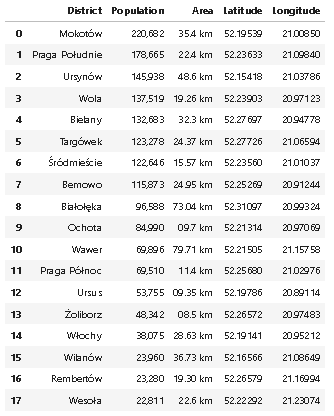 District Population Area Latitude Longitude
0 Mokotów 220,682 35.4 km 52.19539 21.00850
1 Praga Południe 178,665 22.4 km 52.23633 21.09840
2 Ursynów 145,938 48.6 km 52.15418 21.03786
3 Wola 137,519 19.26 km 52.23903 20.97123
4 Bielany 132,683 32.3 km 52.27697 20.94778
5 Targówek 123,278 24.37 km 52.27726 21.06594
6 Śródmieście 122,646 15.57 km 52.23560 21.01037
7 Bemowo 115,873 24.95 km 52.25269 20.91244
8 Białołęka 96,588 73.04 km 52.31097 20.99324
9 Ochota 84,990 09.7 km 52.21314 20.97069
10 Wawer 69,896 79.71 km 52.21505 21.15758
11 Praga Północ 69,510 11.4 km 52.25680 21.02976
12 Ursus 53,755 09.35 km 52.19786 20.89114
13 Żoliborz 48,342 08.5 km 52.26572 20.97483
14 Włochy 38,075 28.63 km 52.19141 20.95212
15 Wilanów 23,960 36.73 km 52.16566 21.08649
16 Rembertów 23,280 19.30 km 52.26579 21.16994
17 Wesoła 22,811 22.6 km 52.22292 21.23074